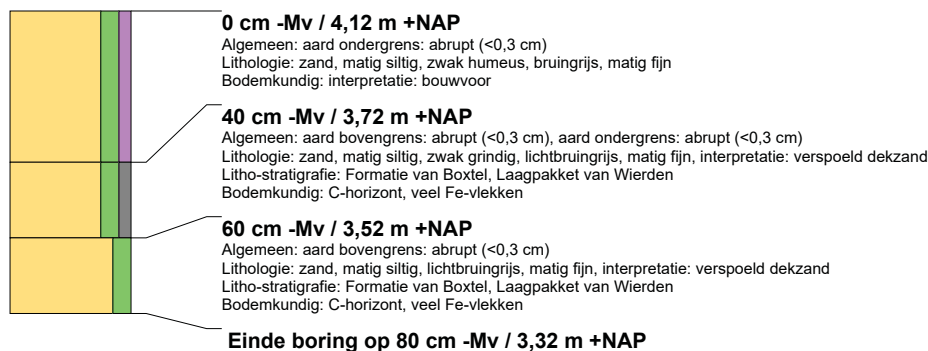 0 cm -Mv / 4,12 m +NAP
Algemeen: aard ondergrens: abrupt (<0,3 cm)
Lithologie: zand, matig siltig, zwak humeus, bruingrijs, matig fijn
Bodemkundig: interpretatie: bouwvoor
40 cm -Mv / 3,72 m +NAP
Algemeen: aard bovengrens: abrupt (<0,3 cm), aard ondergrens: abrupt (<0,3 cm)
Lithologie: zand, matig siltig, zwak grindig, lichtbruingrijs, matig fijn, interpretatie: verspoeld dekzand
Litho-stratigrafie: Formatie van Boxtel, Laagpakket van Wierden
Bodemkundig: C-horizont, veel Fe-vlekken
60 cm -Mv / 3,52 m +NAP
Algemeen: aard bovengrens: abrupt (<0,3 cm)
Lithologie: zand, matig siltig, lichtbruingrijs, matig fijn, interpretatie: verspoeld dekzand
Litho-stratigrafie: Formatie van Boxtel, Laagpakket van Wierden
Bodemkundig: C-horizont, veel Fe-vlekken
Einde boring op 80 cm -Mv / 3,32 m +NAP